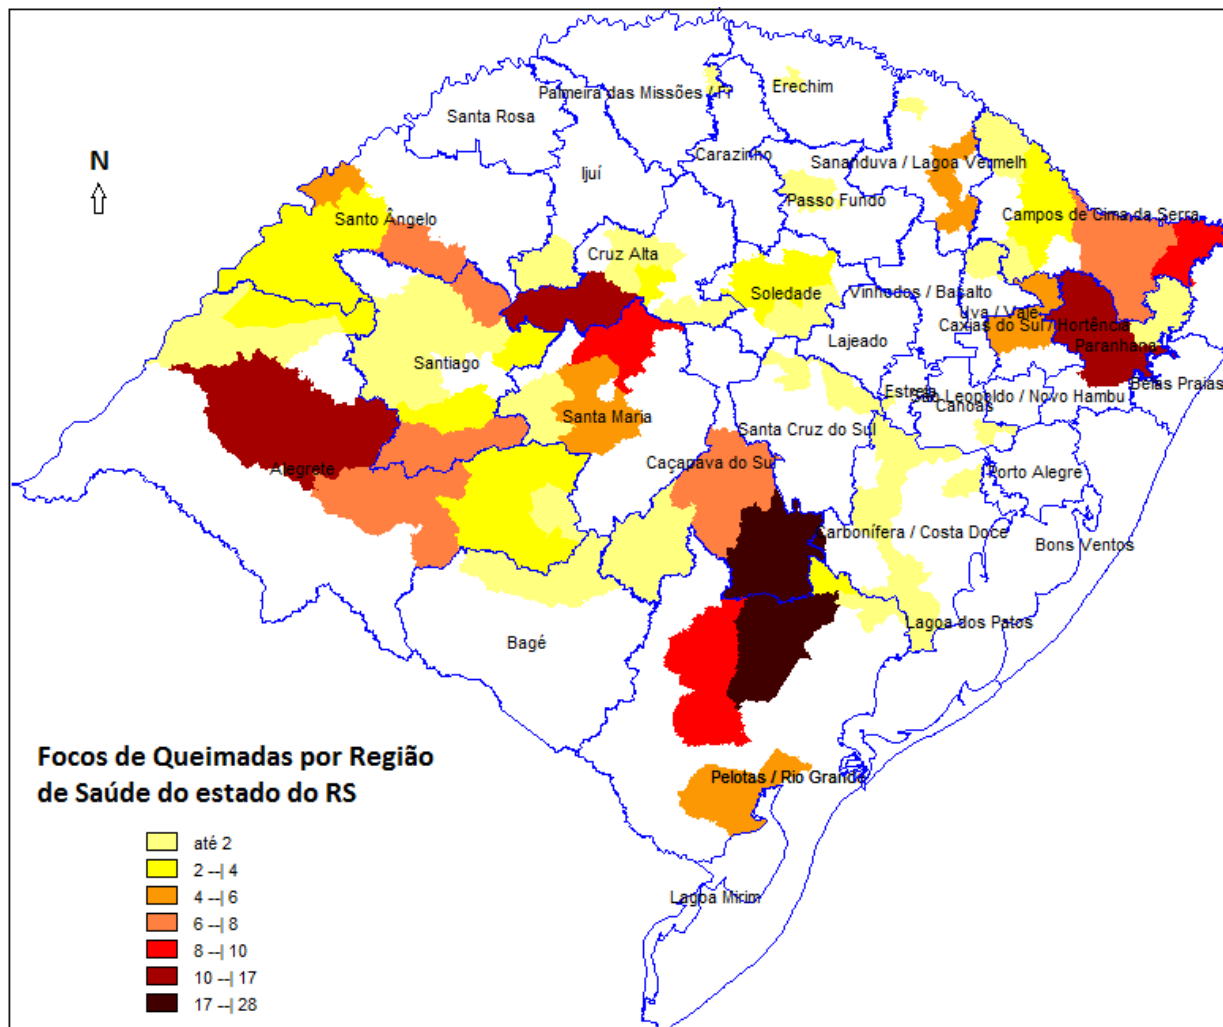 Palmeira das Missões / Fr
Erechim
Santa Rosa
N
Carazinho
Sananduva / Lagoa Vermelh
Ijuí
Passo Fundo
Santo Ângelo
Campos de Cima da Serra
Cruz Alta
Soledade
Vinhedos / Basalto
Uva / Vale
Caxias do Sul / Hortência
Lajeado
Paranhana
Santiago
Belas Praias
Estrela
São Leopoldo / Novo Hambu
Canoas
Santa Maria
Santa Cruz do Sul
Caçapava do Sul
Alegrete
Porto Alegre
Carbonífera / Costa Doce
Bons Ventos
Lagoa dos Patos
Bagé
Focos de Queimadas por Região
de Saúde do estado do RS
Pelotas / Rio Grande
até 2
2 --| 4
4 --| 6
Lagoa Mirim
6 --| 8
8 --| 10
10 --| 17
17 --| 28